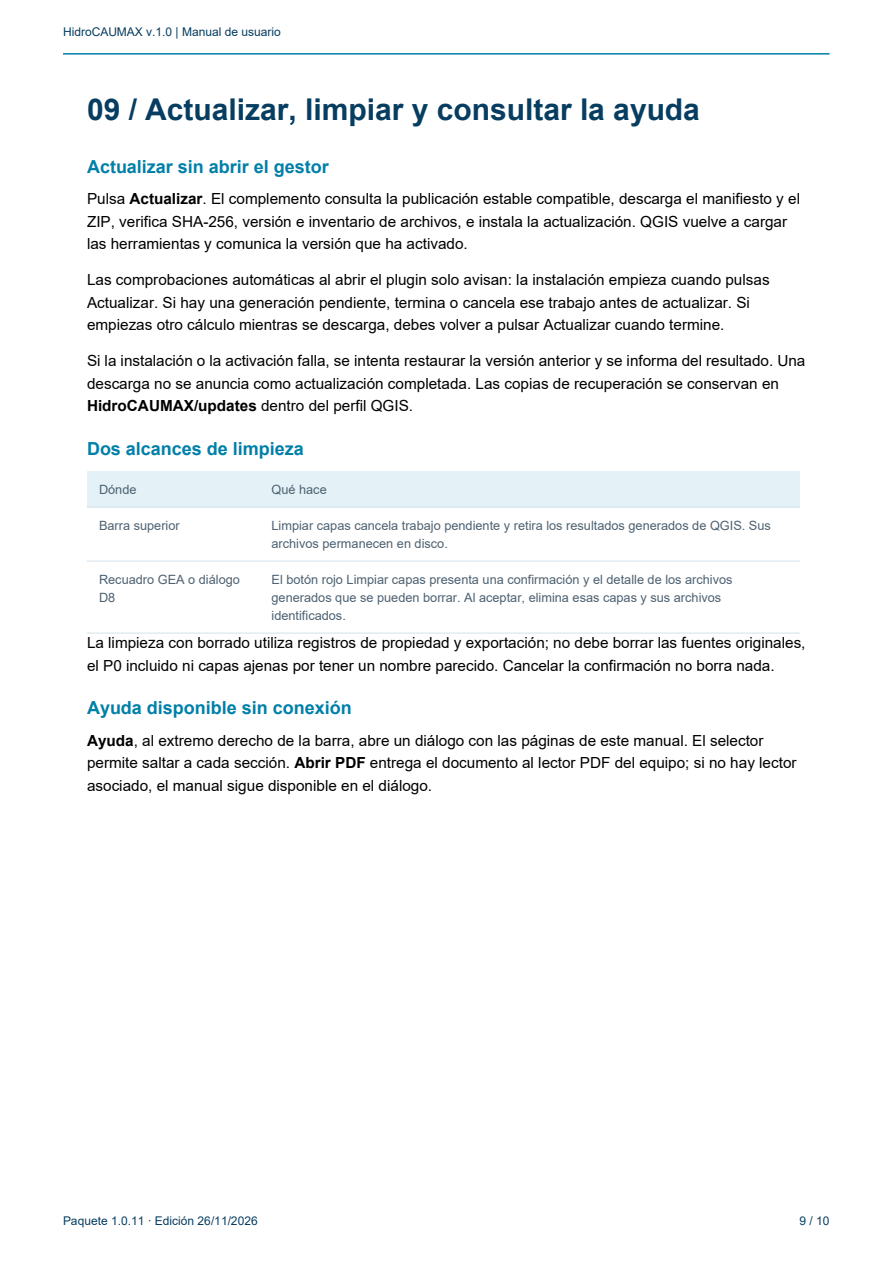 HidroCAUMAX v.1.0 | Manual de usuario
09 / Actualizar, limpiar y consultar la ayuda
Actualizar sin abrir el gestor
Pulsa Actualizar. El complemento consulta la publicación estable compatible, descarga el manifiesto y el
ZIP, verifica SHA-256, versión e inventario de archivos, e instala la actualización. QGIS vuelve a cargar
las herramientas y comunica la versión que ha activado.
Las comprobaciones automáticas al abrir el plugin solo avisan: la instalación empieza cuando pulsas
Actualizar. Si hay una generación pendiente, termina o cancela ese trabajo antes de actualizar. Si
empiezas otro cálculo mientras se descarga, debes volver a pulsar Actualizar cuando termine.
Si la instalación o la activación falla, se intenta restaurar la versión anterior y se informa del resultado. Una
descarga no se anuncia como actualización completada. Las copias de recuperación se conservan en
HidroCAUMAX/updates dentro del perfil QGIS.
Dos alcances de limpieza
Dónde Qué hace
Barra superior Limpiar capas cancela trabajo pendiente y retira los resultados generados de QGIS. Sus
archivos permanecen en disco.
Recuadro GEA o diálogo El botón rojo Limpiar capas presenta una confirmación y el detalle de los archivos
D8 generados que se pueden borrar. Al aceptar, elimina esas capas y sus archivos
identificados.
La limpieza con borrado utiliza registros de propiedad y exportación; no debe borrar las fuentes originales,
el P0 incluido ni capas ajenas por tener un nombre parecido. Cancelar la confirmación no borra nada.
Ayuda disponible sin conexión
Ayuda, al extremo derecho de la barra, abre un diálogo con las páginas de este manual. El selector
permite saltar a cada sección. Abrir PDF entrega el documento al lector PDF del equipo; si no hay lector
asociado, el manual sigue disponible en el diálogo.
Paquete 1.0.11 · Edición 26/11/2026 9 / 10